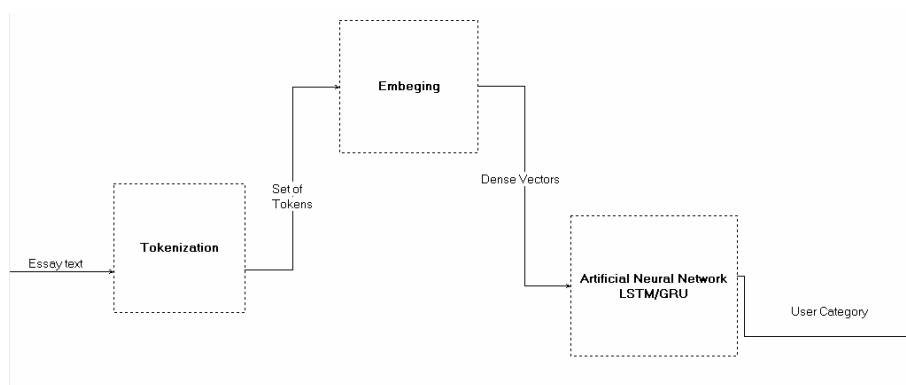 Essay text
Tokenization
Set of
Tokens
Embeging
Dense Vectors
Artificial Neural Network
LSTM/GRU
User Category